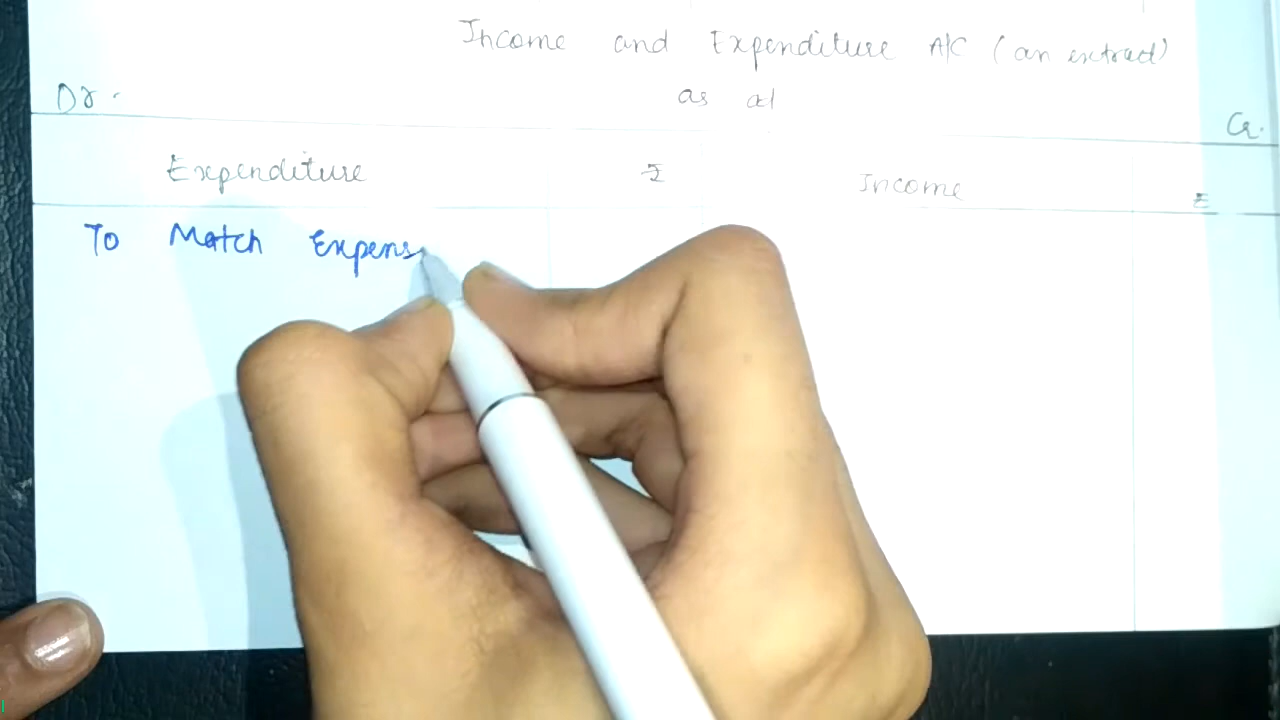 Income and Expenditure A/C (an extract)
Dr.
as at
Cr.
Expenditure ₹ Income ₹
To Match Expens